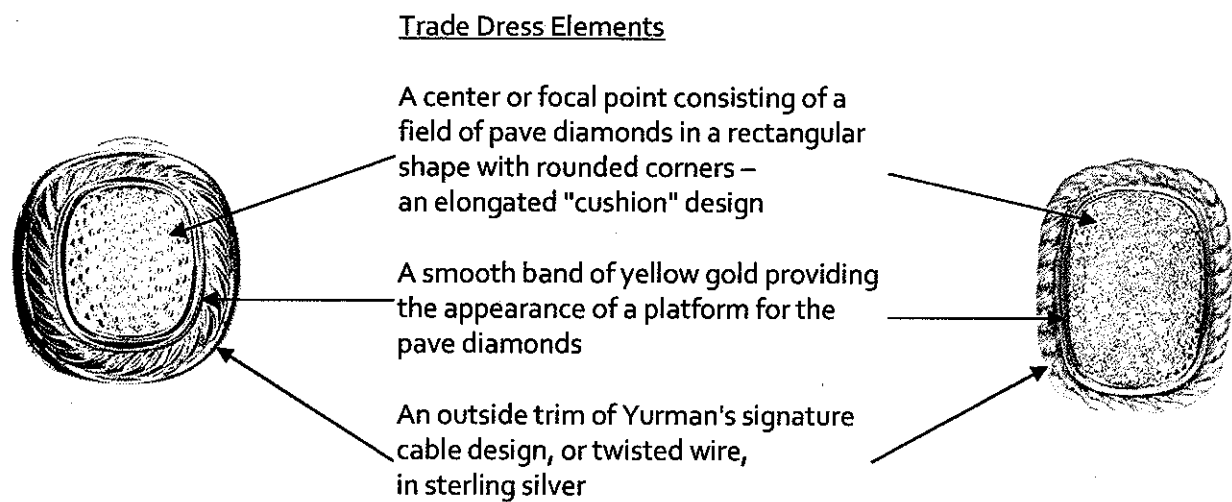 Trade Dress Elements
A center or focal point consisting of a
field of pave diamonds in a rectangular
shape with rounded corners –
an elongated "cushion" design
A smooth band of yellow gold providing
the appearance of a platform for the
pave diamonds
An outside trim of Yurman's signature
cable design, or twisted wire,
in sterling silver